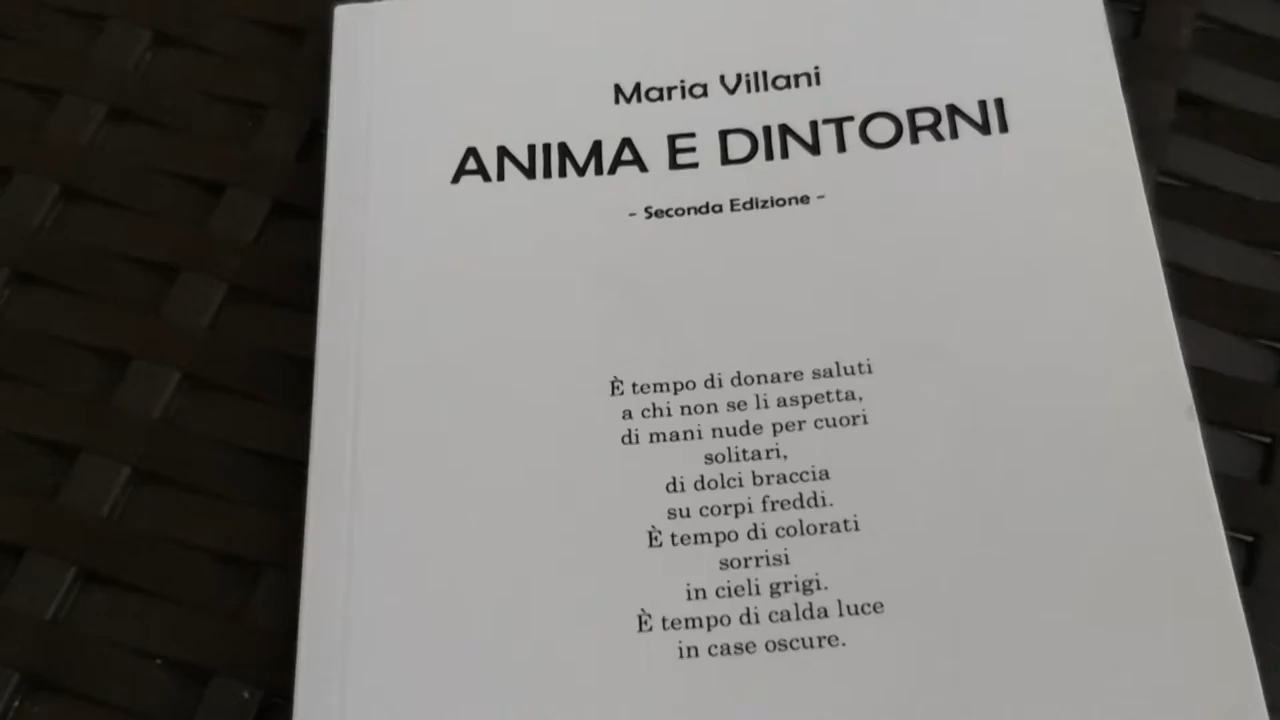 Maria Villani
ANIMA E DINTORNI
- Seconda Edizione -
È tempo di donare saluti
a chi non se li aspetta,
di mani nude per cuori
solitari,
di dolci braccia
su corpi freddi.
È tempo di colorati
sorrisi
in cieli grigi.
È tempo di calda luce
in case oscure.